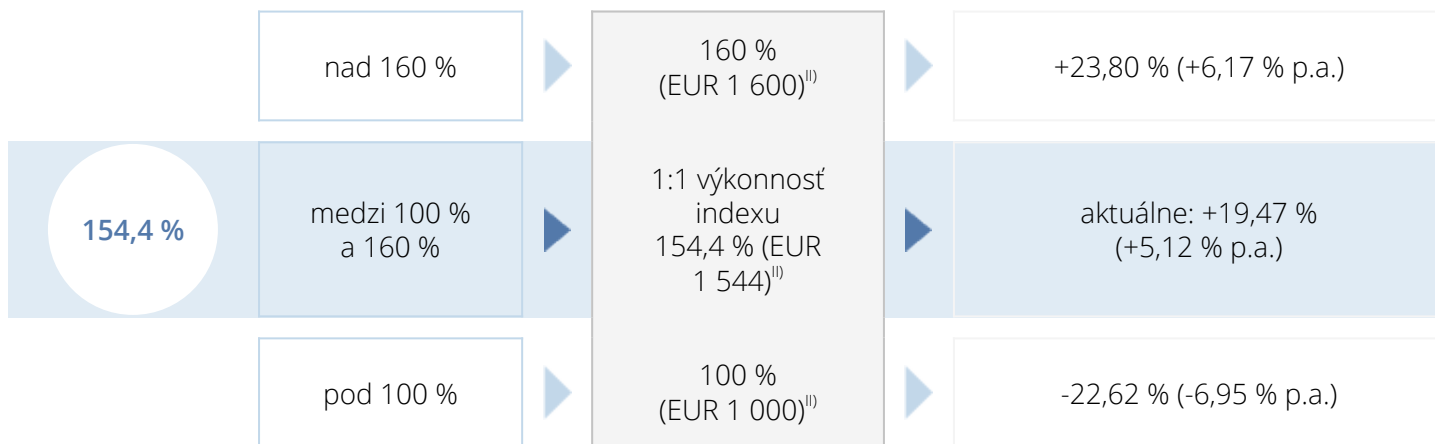 nad 160 %
160 %
(EUR 1 600)II)
+23,80 % (+6,17 % p.a.)
154,4 %
medzi 100 %
a 160 %
1:1 výkonnosť
indexu
154,4 % (EUR
1 544)II)
aktuálne: +19,47 %
(+5,12 % p.a.)
pod 100 %
100 %
(EUR 1 000)II)
-22,62 % (-6,95 % p.a.)